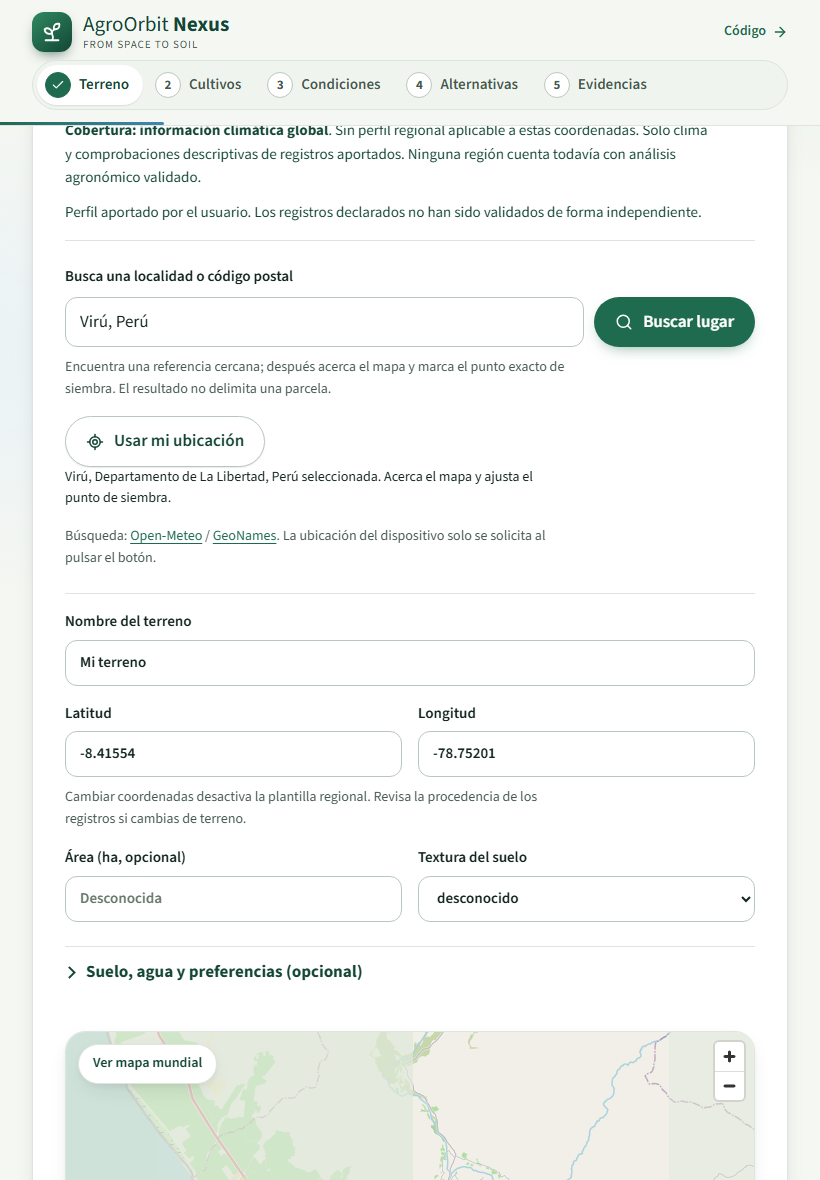 AgroOrbit Nexus
FROM SPACE TO SOIL
Código →
Terreno
2 Cultivos
3 Condiciones
4 Alternativas
5 Evidencias
Cobertura: información climática global. Sin perfil regional aplicable a estas coordenadas. Solo clima
y comprobaciones descriptivas de registros aportados. Ninguna región cuenta todavía con análisis
agronómico validado.
Perfil aportado por el usuario. Los registros declarados no han sido validados de forma independiente.
Busca una localidad o código postal
Virú, Perú
Buscar lugar
Encuentra una referencia cercana; después acerca el mapa y marca el punto exacto de
siembra. El resultado no delimita una parcela.
Usar mi ubicación
Virú, Departamento de La Libertad, Perú seleccionada. Acerca el mapa y ajusta el
punto de siembra.
Búsqueda: Open-Meteo / GeoNames. La ubicación del dispositivo solo se solicita al
pulsar el botón.
Nombre del terreno
Mi terreno
Latitud
Longitud
-8.41554
-78.75201
Cambiar coordenadas desactiva la plantilla regional. Revisa la procedencia de los
registros si cambias de terreno.
Área (ha, opcional)
Textura del suelo
Desconocida
desconocido
Suelo, agua y preferencias (opcional)
Ver mapa mundial
+
−